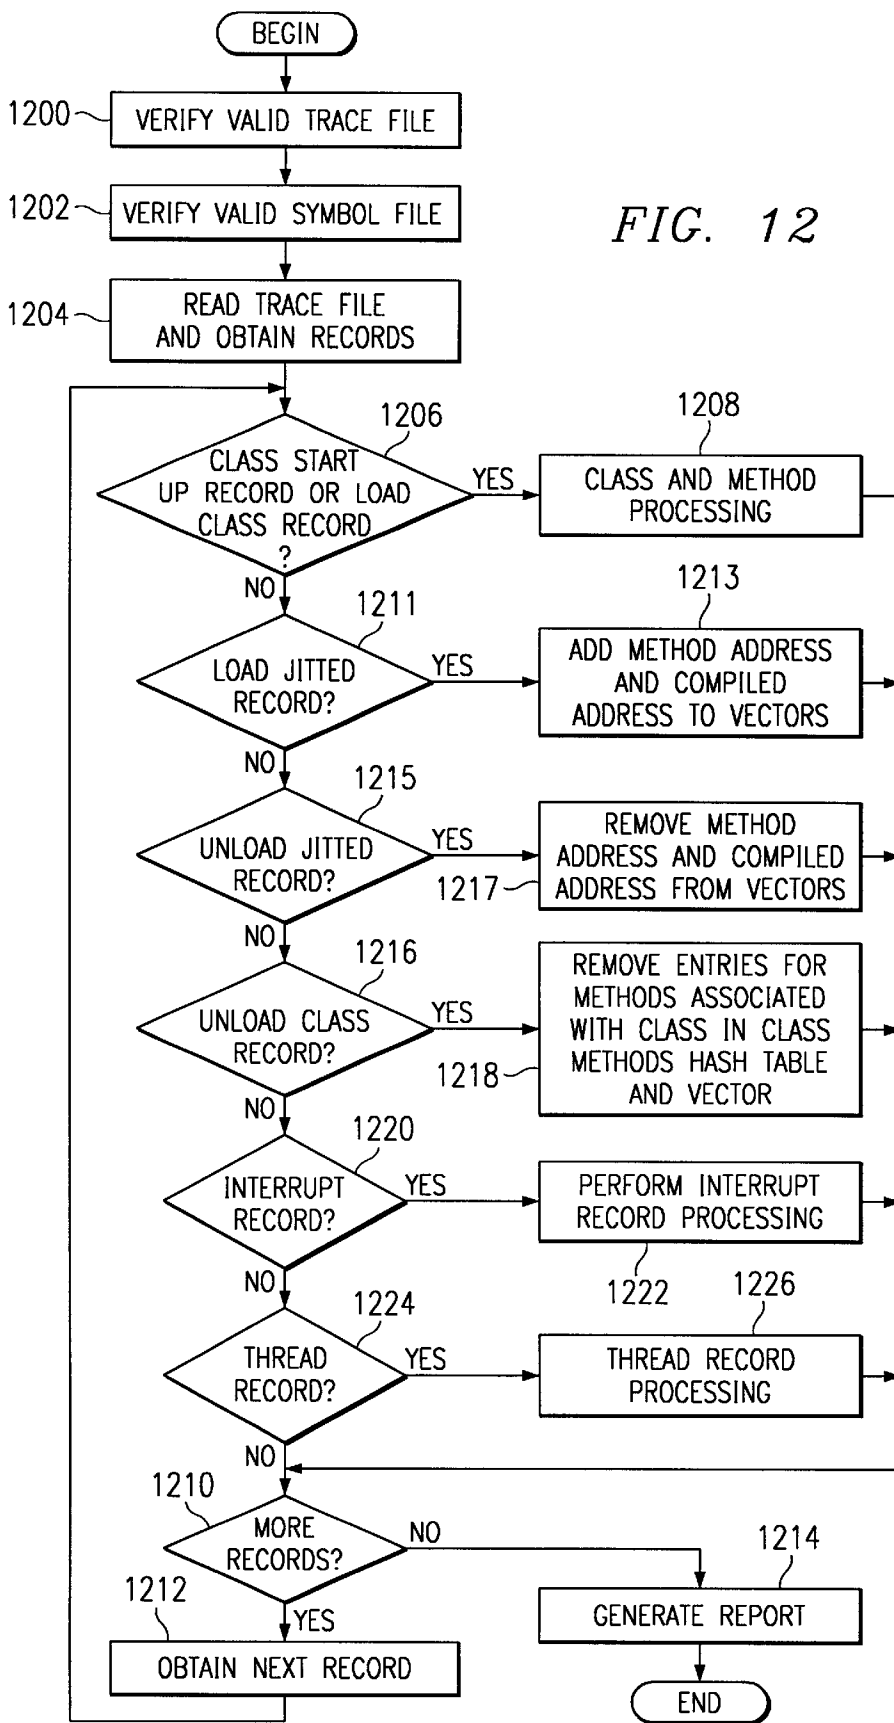 BEGIN
1200
VERIFY VALID TRACE FILE
1202
VERIFY VALID SYMBOL FILE
FIG. 12
1204
READ TRACE FILE
AND OBTAIN RECORDS
1206
CLASS START
UP RECORD OR LOAD
CLASS RECORD
?
YES
1208
CLASS AND METHOD
PROCESSING
NO
1211
LOAD JITTED
RECORD?
YES
1213
ADD METHOD ADDRESS
AND COMPILED
ADDRESS TO VECTORS
NO
1215
UNLOAD JITTED
RECORD?
YES
1217
REMOVE METHOD
ADDRESS AND COMPILED
ADDRESS FROM VECTORS
NO
1216
UNLOAD CLASS
RECORD?
YES
1218
REMOVE ENTRIES FOR
METHODS ASSOCIATED
WITH CLASS IN CLASS
METHODS HASH TABLE
AND VECTOR
NO
1220
INTERRUPT
RECORD?
YES
PERFORM INTERRUPT
RECORD PROCESSING
1222
NO
1224
THREAD
RECORD?
YES
1226
THREAD RECORD
PROCESSING
NO
1210
MORE
RECORDS?
NO
1214
GENERATE REPORT
YES
1212
OBTAIN NEXT RECORD
END